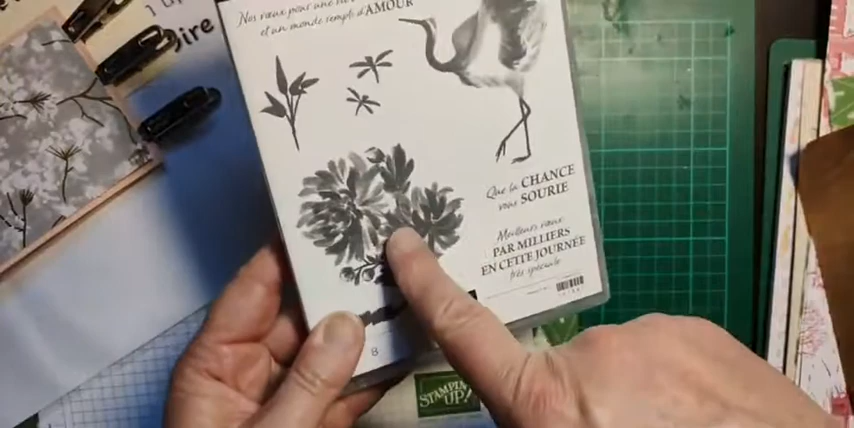 Nos vœux pour une
et un monde rempli d'AMOUR
ire
Que la CHANCE
vous SOURIE
Meilleurs vœux
PAR MILLIERS
EN CETTE JOURNÉE
très spéciale
8
STAMPIN'
UP!